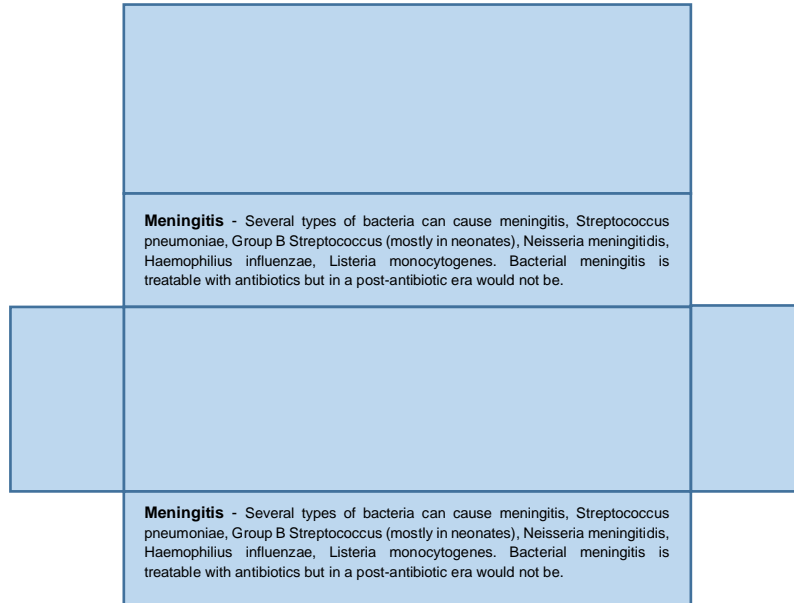 Meningitis - Several types of bacteria can cause meningitis, Streptococcus
pneumoniae, Group B Streptococcus (mostly in neonates), Neisseria meningitidis,
Haemophilius influenzae, Listeria monocytogenes. Bacterial meningitis is
treatable with antibiotics but in a post-antibiotic era would not be.
Meningitis - Several types of bacteria can cause meningitis, Streptococcus
pneumoniae, Group B Streptococcus (mostly in neonates), Neisseria meningitidis,
Haemophilius influenzae, Listeria monocytogenes. Bacterial meningitis is
treatable with antibiotics but in a post-antibiotic era would not be.